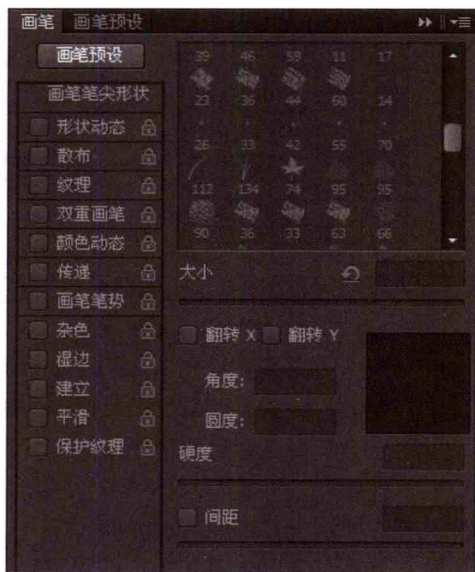 画笔 画笔预设
画笔预设
画笔笔尖形状
形状动态
散布
纹理
双重画笔
颜色动态
传递
画笔笔势
杂色
湿边
建立
平滑
保护纹理
39 46 59 11 17
23 36 44 60 14
26 33 42 55 70
112 134 74 95 95
90 36 33 63 66
大小
翻转 X 翻转 Y
角度:
圆度:
硬度
间距